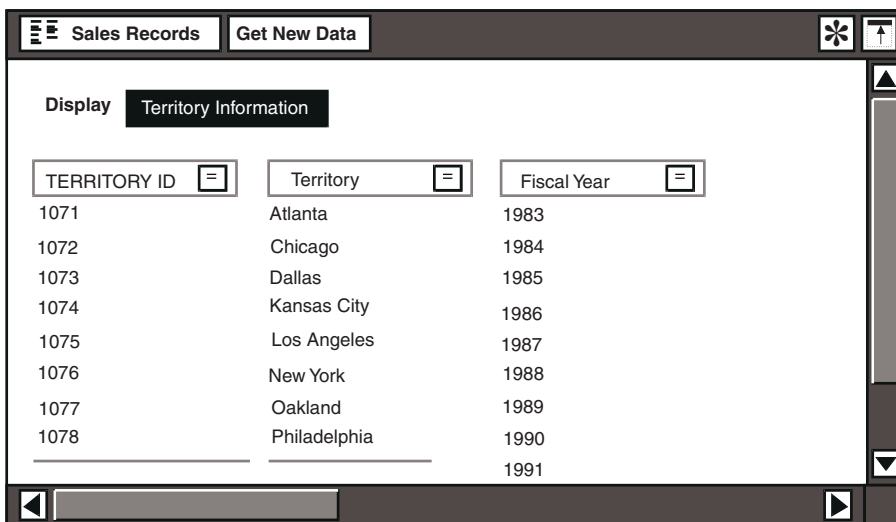 Sales Records Get New Data
Display Territory Information
TERRITORY ID = Territory = Fiscal Year =
1071 Atlanta 1983
1072 Chicago 1984
1073 Dallas 1985
1074 Kansas City 1986
1075 Los Angeles 1987
1076 New York 1988
1077 Oakland 1989
1078 Philadelphia 1990
1991